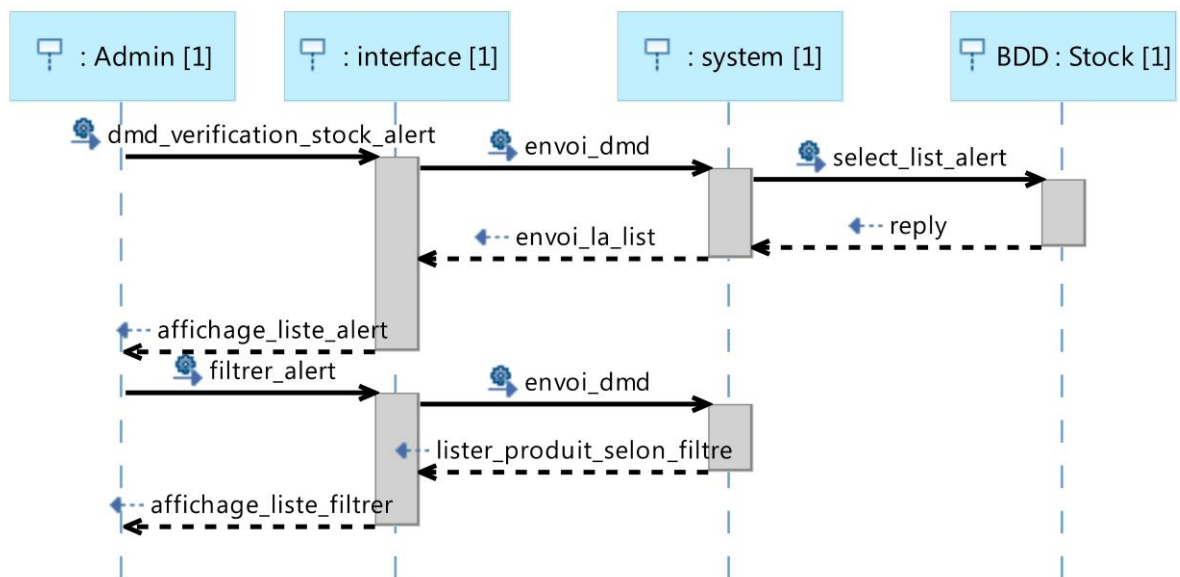 : Admin [1]
: interface [1]
: system [1]
BDD : Stock [1]
dmd_verification_stock_alert
envoi_dmd
select_list_alert
reply
envoi_la_list
affichage_liste_alert
filtrer_alert
envoi_dmd
lister_produit_selon_filtre
affichage_liste_filtrer